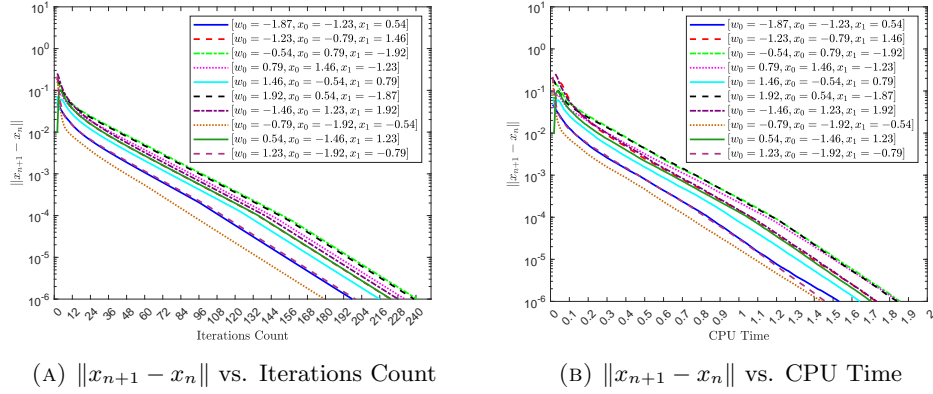 10^1
10^0
10^-1
10^-2
10^-3
10^-4
10^-5
10^-6
‖x_{n+1} − x_n‖
[w_0 = −1.87, x_0 = −1.23, x_1 = 0.54]
[w_0 = −1.23, x_0 = −0.79, x_1 = 1.46]
[w_0 = −0.54, x_0 = 0.79, x_1 = −1.92]
[w_0 = 0.79, x_0 = 1.46, x_1 = −1.23]
[w_0 = 1.46, x_0 = −0.54, x_1 = 0.79]
[w_0 = 1.92, x_0 = 0.54, x_1 = −1.87]
[w_0 = −1.46, x_0 = 1.23, x_1 = 1.92]
[w_0 = −0.79, x_0 = −1.92, x_1 = −0.54]
[w_0 = 0.54, x_0 = −1.46, x_1 = 1.23]
[w_0 = 1.23, x_0 = −1.92, x_1 = −0.79]
0 12 24 36 48 60 72 84 96 108 120 132 144 156 168 180 192 204 216 228 240
Iterations Count
(A) ‖x_{n+1} − x_n‖ vs. Iterations Count
10^1
10^0
10^-1
10^-2
10^-3
10^-4
10^-5
10^-6
‖x_{n+1} − x_n‖
[w_0 = −1.87, x_0 = −1.23, x_1 = 0.54]
[w_0 = −1.23, x_0 = −0.79, x_1 = 1.46]
[w_0 = −0.54, x_0 = 0.79, x_1 = −1.92]
[w_0 = 0.79, x_0 = 1.46, x_1 = −1.23]
[w_0 = 1.46, x_0 = −0.54, x_1 = 0.79]
[w_0 = 1.92, x_0 = 0.54, x_1 = −1.87]
[w_0 = −1.46, x_0 = 1.23, x_1 = 1.92]
[w_0 = −0.79, x_0 = −1.92, x_1 = −0.54]
[w_0 = 0.54, x_0 = −1.46, x_1 = 1.23]
[w_0 = 1.23, x_0 = −1.92, x_1 = −0.79]
0 0.1 0.2 0.3 0.4 0.5 0.6 0.7 0.8 0.9 1 1.1 1.2 1.3 1.4 1.5 1.6 1.7 1.8 1.9 2
CPU Time
(B) ‖x_{n+1} − x_n‖ vs. CPU Time